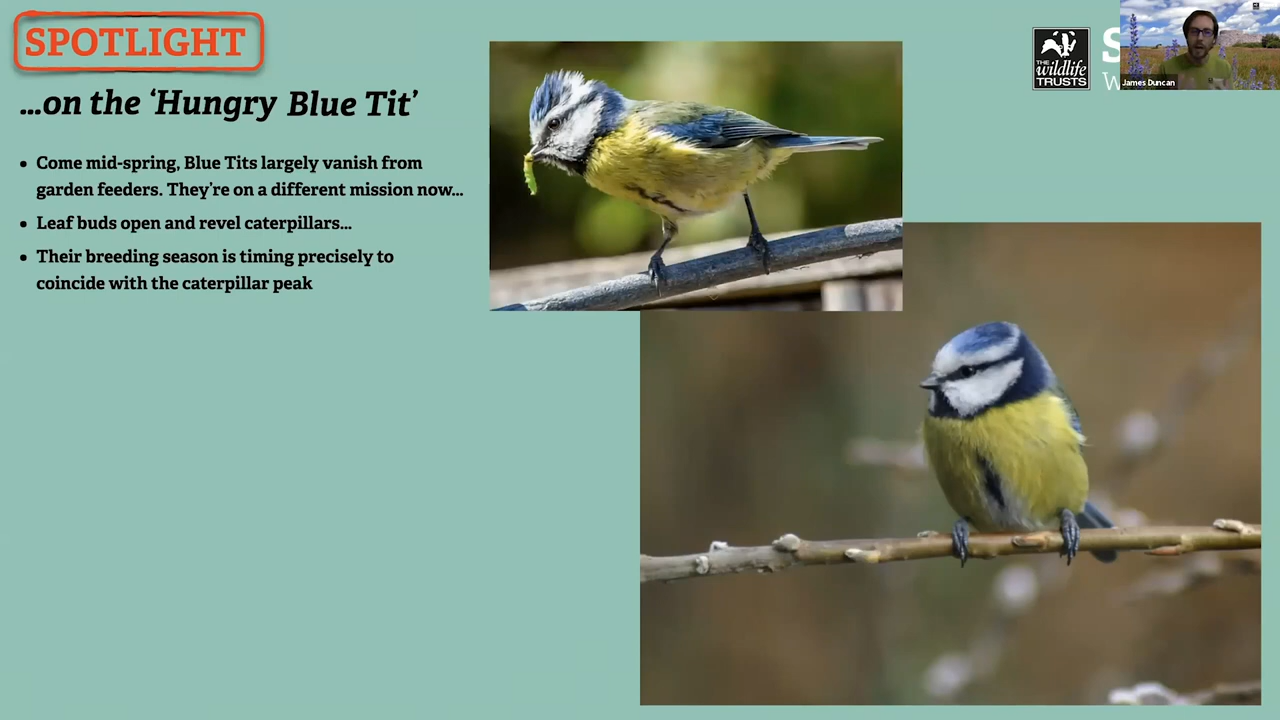 SPOTLIGHT
...on the ‘Hungry Blue Tit’
• Come mid-spring, Blue Tits largely vanish from
garden feeders. They’re on a different mission now...
• Leaf buds open and revel caterpillars...
• Their breeding season is timing precisely to
coincide with the caterpillar peak
THE
wildlife
TRUSTS
S
W
James Duncan